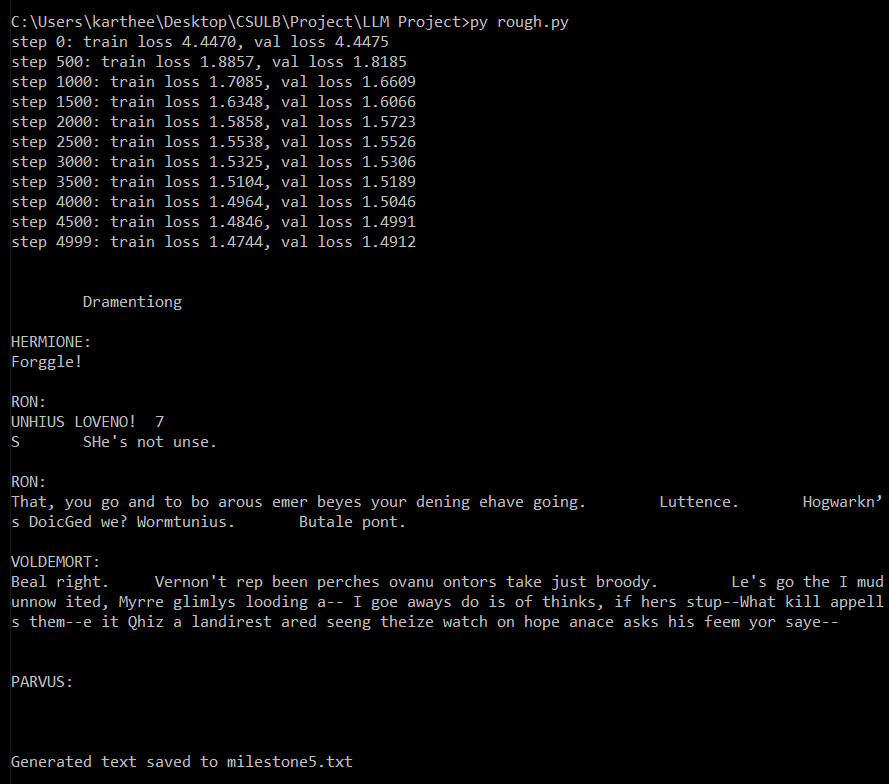 C:\Users\karthee\Desktop\CSULB\Project\LLM Project>py rough.py
step 0: train loss 4.4470, val loss 4.4475
step 500: train loss 1.8857, val loss 1.8185
step 1000: train loss 1.7085, val loss 1.6609
step 1500: train loss 1.6348, val loss 1.6066
step 2000: train loss 1.5858, val loss 1.5723
step 2500: train loss 1.5538, val loss 1.5526
step 3000: train loss 1.5325, val loss 1.5306
step 3500: train loss 1.5104, val loss 1.5189
step 4000: train loss 1.4964, val loss 1.5046
step 4500: train loss 1.4846, val loss 1.4991
step 4999: train loss 1.4744, val loss 1.4912
Dramentiong
HERMIONE:
Forggle!
RON:
UNHIUS LOVENO!  7
S       SHe's not unse.
RON:
That, you go and to bo arous emer beyes your dening ehave going.         Luttence.        Hogwarkn’
s DoicGed we? Wormtunius.        Butale pont.
VOLDEMORT:
Beal right.     Vernon't rep been perches ovanu ontors take just broody.         Le's go the I mud
unnow ited, Myrre glimlys looding a-- I goe aways do is of thinks, if hers stup--What kill appell
s them--e it Qhiz a landirest ared seeng theize watch on hope anace asks his feem yor saye--
PARVUS:
Generated text saved to milestone5.txt